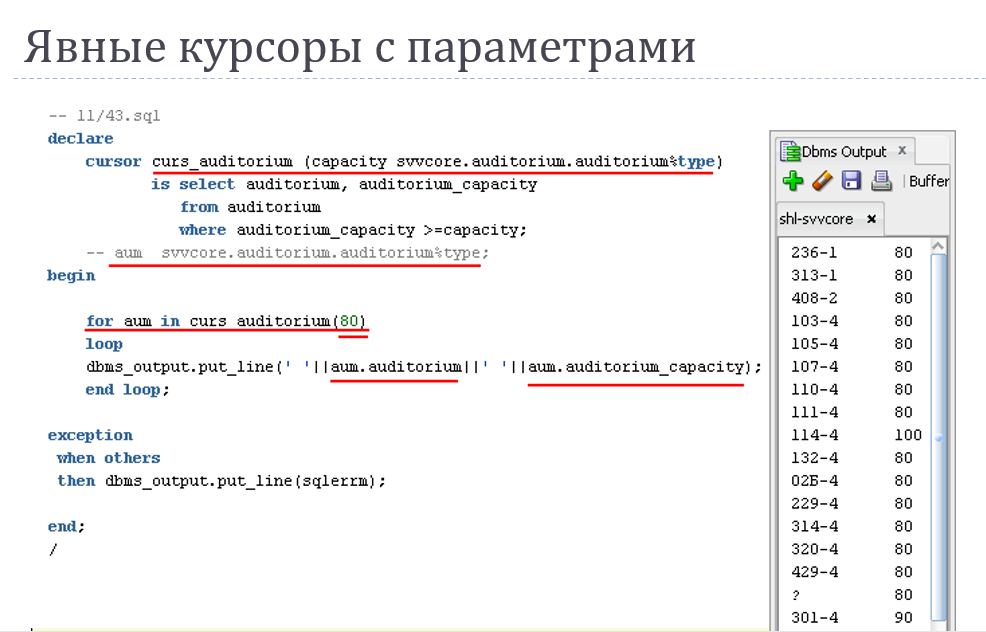 Явные курсоры с параметрами
-- 11/43.sql
declare
cursor curs_auditorium (capacity svvcore.auditorium.auditorium%type)
is select auditorium, auditorium_capacity
from auditorium
where auditorium_capacity >=capacity;
-- aum  svvcore.auditorium.auditorium%type;
begin
for aum in curs_auditorium(80)
loop
dbms_output.put_line(' '||aum.auditorium||' '||aum.auditorium_capacity);
end loop;
exception
when others
then dbms_output.put_line(sqlerrm);
end;
/
Dbms Output x
Buffer
shl-svvcore x
236-1 80
313-1 80
408-2 80
103-4 80
105-4 80
107-4 80
110-4 80
111-4 80
114-4 100
132-4 80
02Б-4 80
229-4 80
314-4 80
320-4 80
429-4 80
? 80
301-4 90